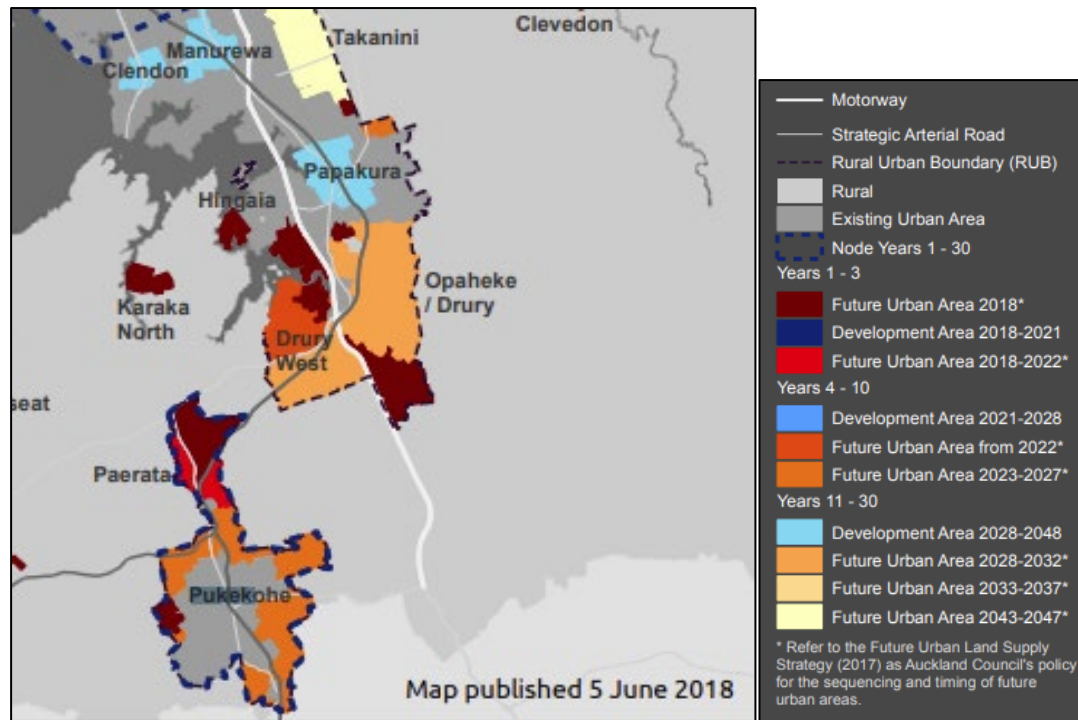 Clevedon
Takanini
Manurewa
Clendon
Papakura
Hingaia
Opaheke
/ Drury
Karaka
North
Drury
West
seat
Paerata
Pukekohe
Map published 5 June 2018
Motorway
Strategic Arterial Road
Rural Urban Boundary (RUB)
Rural
Existing Urban Area
Node Years 1 - 30
Years 1 - 3
Future Urban Area 2018*
Development Area 2018-2021
Future Urban Area 2018-2022*
Years 4 - 10
Development Area 2021-2028
Future Urban Area from 2022*
Future Urban Area 2023-2027*
Years 11 - 30
Development Area 2028-2048
Future Urban Area 2028-2032*
Future Urban Area 2033-2037*
Future Urban Area 2043-2047*
* Refer to the Future Urban Land Supply
Strategy (2017) as Auckland Council's policy
for the sequencing and timing of future
urban areas.